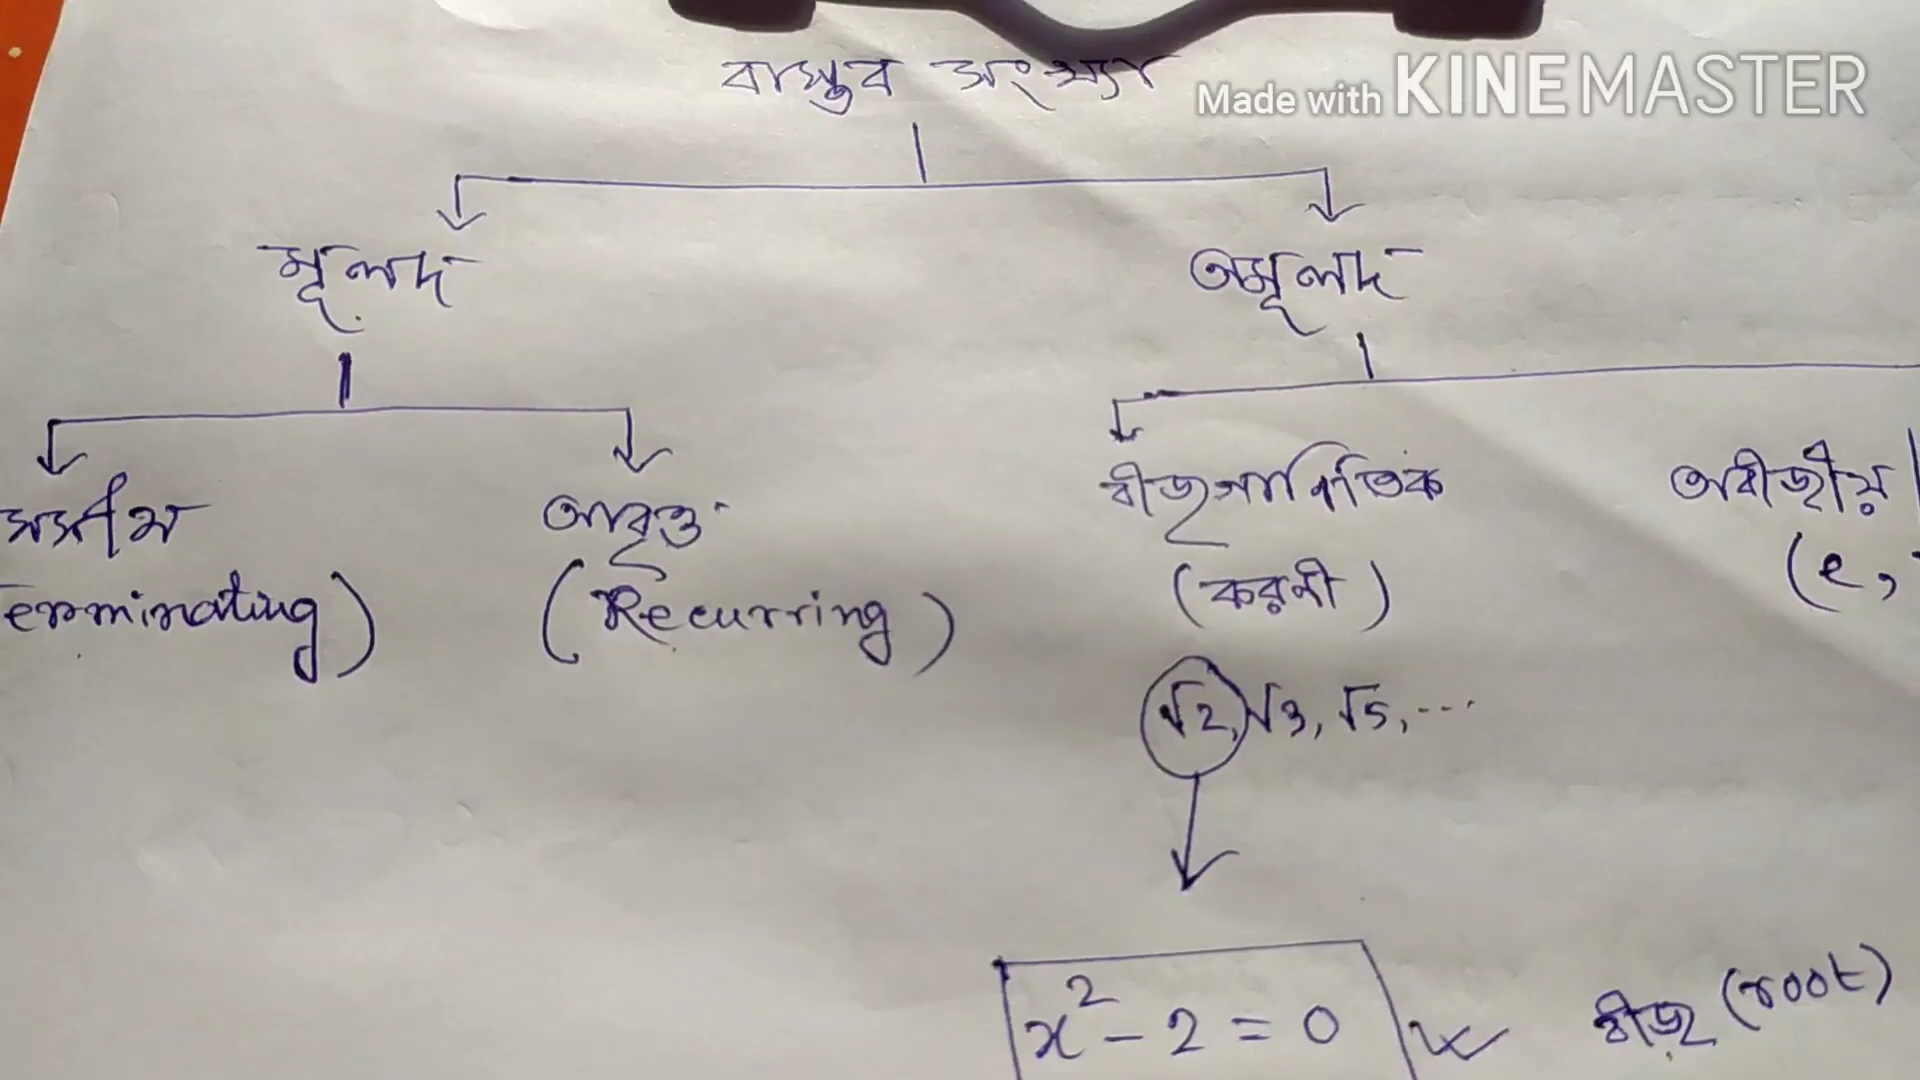 বাস্তব সংখ্যা
Made with KINEMASTER
মূলদ অমূলদ
সসীম আবৃত্ত বীজগাণিতিক অবীজীয়
erminating) (Recurring) (করণী) (e,
√2, √3, √5, ...
x² - 2 = 0 বীজ (root)